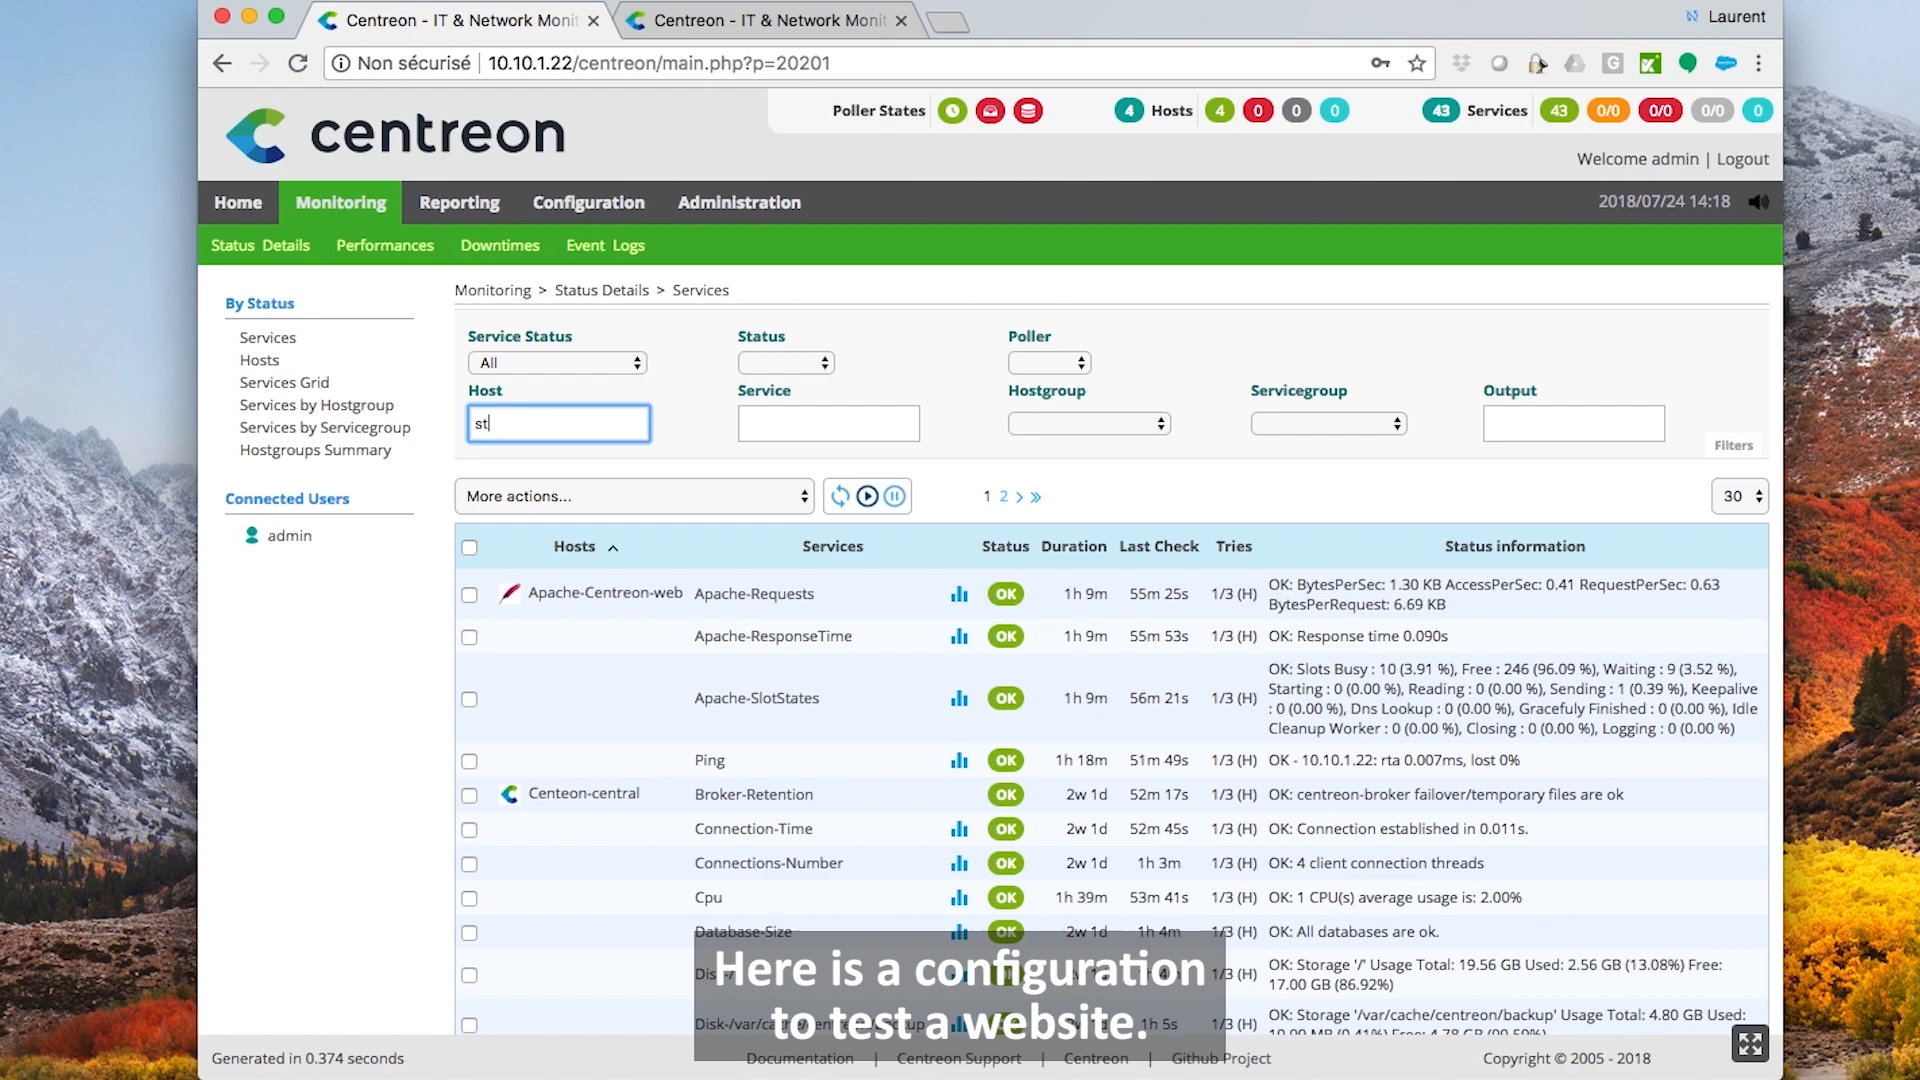 Centreon - IT & Network Monit
Centreon - IT & Network Monit
Laurent
Non sécurisé 10.10.1.22/centreon/main.php?p=20201
centreon
Poller States
4 Hosts 4 0 0 0
43 Services 43 0/0 0/0 0/0 0
Welcome admin | Logout
Home Monitoring Reporting Configuration Administration
2018/07/24 14:18
Status Details Performances Downtimes Event Logs
By Status
Services
Hosts
Services Grid
Services by Hostgroup
Services by Servicegroup
Hostgroups Summary
Connected Users
admin
Monitoring > Status Details > Services
Service Status Status Poller
All
Host Service Hostgroup Servicegroup Output
st
Filters
More actions...
1 2
30
Hosts Services Status Duration Last Check Tries Status information
Apache-Centreon-web Apache-Requests OK 1h 9m 55m 25s 1/3 (H) OK: BytesPerSec: 1.30 KB AccessPerSec: 0.41 RequestPerSec: 0.63
BytesPerRequest: 6.69 KB
Apache-ResponseTime OK 1h 9m 55m 53s 1/3 (H) OK: Response time 0.090s
Apache-SlotStates OK 1h 9m 56m 21s 1/3 (H) OK: Slots Busy : 10 (3.91 %), Free : 246 (96.09 %), Waiting : 9 (3.52 %),
Starting : 0 (0.00 %), Reading : 0 (0.00 %), Sending : 1 (0.39 %), Keepalive
: 0 (0.00 %), Dns Lookup : 0 (0.00 %), Gracefuly Finished : 0 (0.00 %), Idle
Cleanup Worker : 0 (0.00 %), Closing : 0 (0.00 %), Logging : 0 (0.00 %)
Ping OK 1h 18m 51m 49s 1/3 (H) OK - 10.10.1.22: rta 0.007ms, lost 0%
Centeon-central Broker-Retention OK 2w 1d 52m 17s 1/3 (H) OK: centreon-broker failover/temporary files are ok
Connection-Time OK 2w 1d 52m 45s 1/3 (H) OK: Connection established in 0.011s.
Connections-Number OK 2w 1d 1h 3m 1/3 (H) OK: 4 client connection threads
Cpu OK 1h 39m 53m 41s 1/3 (H) OK: 1 CPU(s) average usage is: 2.00%
Database-Size OK 2w 1d 1h 4m 1/3 (H) OK: All databases are ok.
1/3 (H) OK: Storage '/' Usage Total: 19.56 GB Used: 2.56 GB (13.08%) Free:
17.00 GB (86.92%)
1/3 (H) OK: Storage '/var/cache/centreon/backup' Usage Total: 4.80 GB Used:
Here is a configuration
to test a website.
Generated in 0.374 seconds
Documentation | Centreon Support | Centreon | Github Project
Copyright © 2005 - 2018